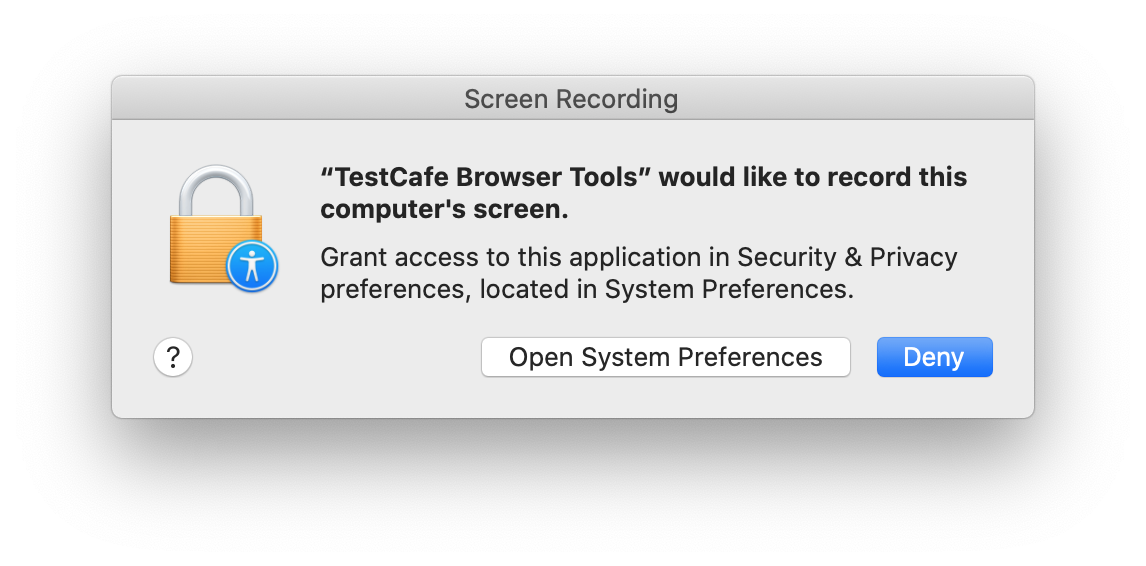 Screen Recording
“TestCafe Browser Tools” would like to record this
computer's screen.
Grant access to this application in Security & Privacy
preferences, located in System Preferences.
?
Open System Preferences
Deny